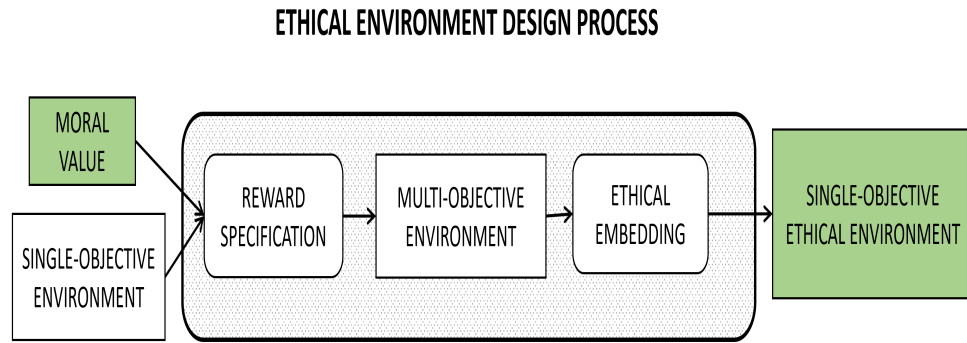 ETHICAL ENVIRONMENT DESIGN PROCESS
MORAL
VALUE
SINGLE-OBJECTIVE
ENVIRONMENT
REWARD
SPECIFICATION
MULTI-OBJECTIVE
ENVIRONMENT
ETHICAL
EMBEDDING
SINGLE-OBJECTIVE
ETHICAL ENVIRONMENT